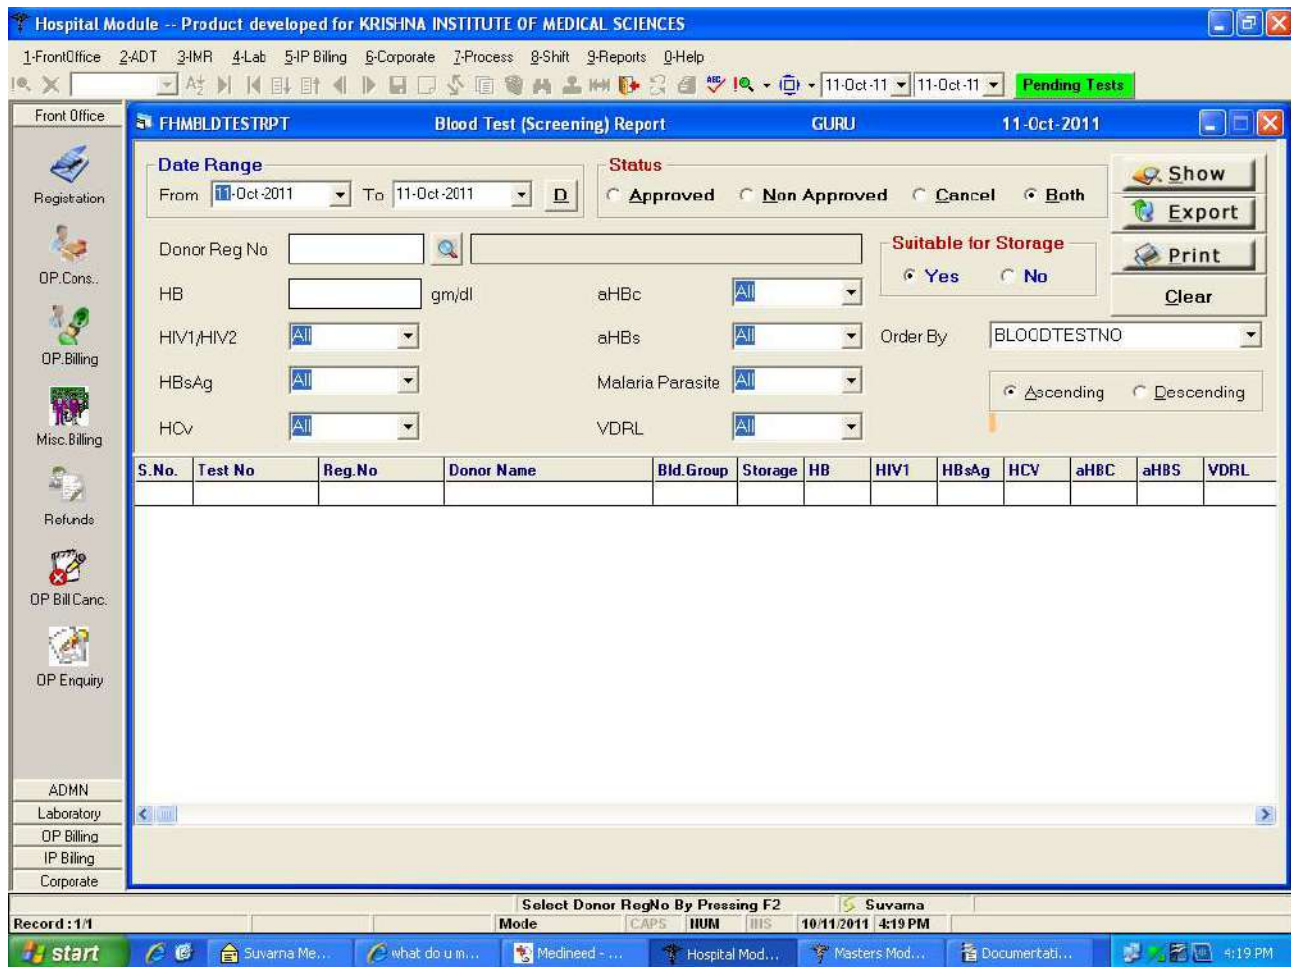 Hospital Module -- Product developed for KRISHNA INSTITUTE OF MEDICAL SCIENCES
1-FrontOffice 2-ADT 3-IMR 4-Lab 5-IP Biling 6-Corporate 7-Process 8-Shift 9-Reports 0-Help
11-Oct-11 11-Oct-11 Pending Tests
Front Office
FHMBLDTESTRPT Blood Test (Screening) Report GURU 11-Oct-2011
Date Range
From 11-Oct-2011 To 11-Oct-2011 D
Status
Approved Non Approved Cancel Both
Show
Export
Print
Clear
Donor Reg No
Suitable for Storage
Yes No
HB gm/dl aHBc All
HIV1/HIV2 All aHBs All Order By BLOODTESTNO
HBsAg All Malaria Parasite All Ascending Descending
HCv All VDRL All
S.No. Test No Reg.No Donor Name Bld.Group Storage HB HIV1 HBsAg HCV aHBC aHBS VDRL
Registration
OP.Cons..
OP.Billing
Misc.Billing
Refunds
OP Bill Canc.
OP Enquiry
ADMN
Laboratory
OP Billing
IP Billing
Corporate
Select Donor RegNo By Pressing F2 Suvarna
Record : 1/1 Mode CAPS NUM INS 10/11/2011 4:19 PM
start Suvarna Me... what do u m... Medineed - ... Hospital Mod... Masters Mod... Documentati... 4:19 PM